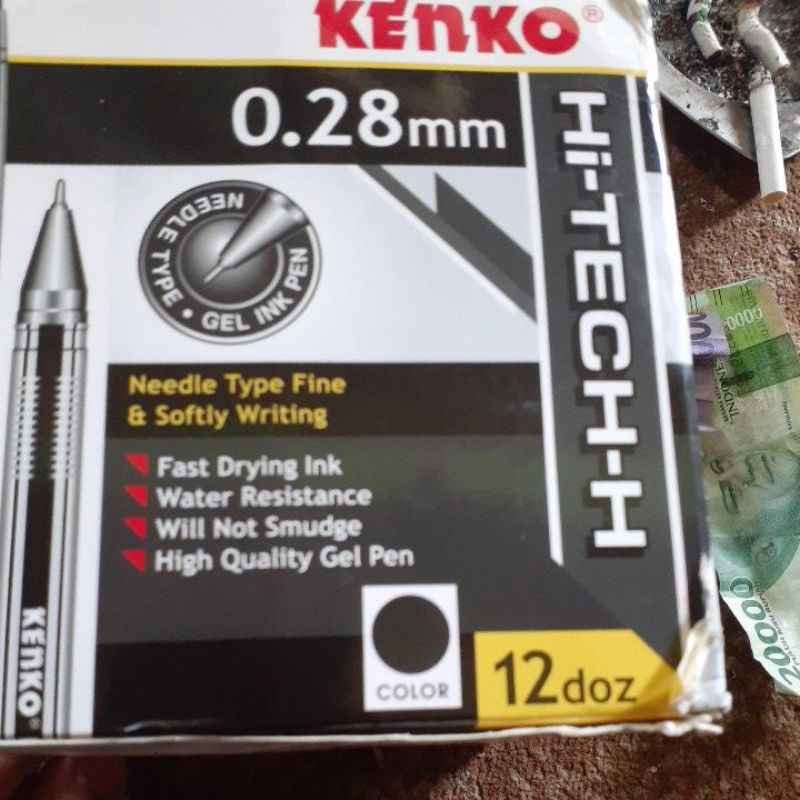 KENKO®
0.28mm
Hi-TECH-H
NEEDLE TYPE • GEL INK PEN
Needle Type Fine
& Softly Writing
Fast Drying Ink
Water Resistance
Will Not Smudge
High Quality Gel Pen
COLOR
12doz
KENKO®
20000